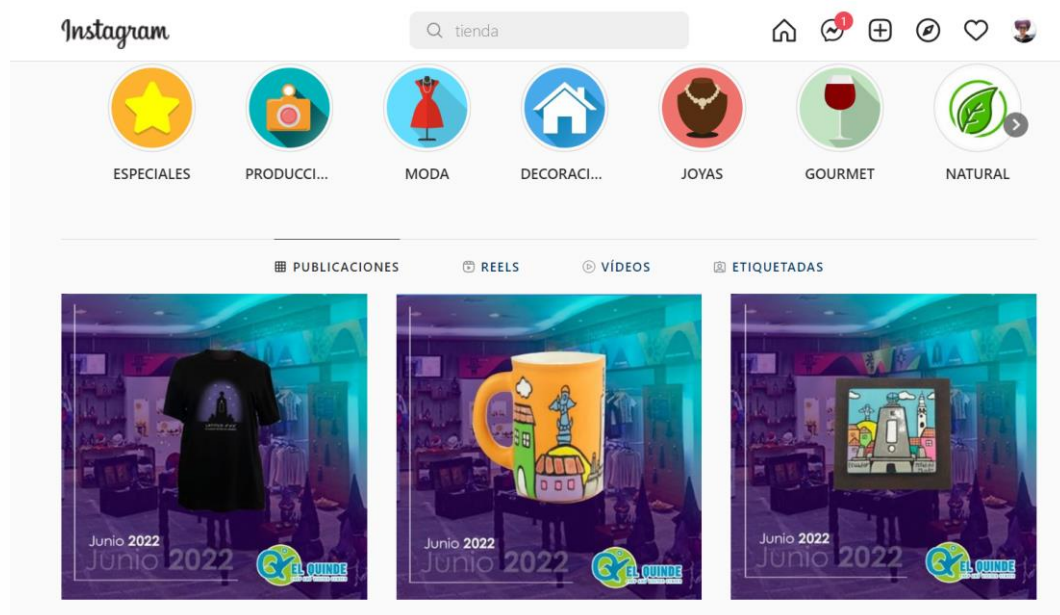 Instagram
tienda
1
ESPECIALES
PRODUCCI...
MODA
DECORACI...
JOYAS
GOURMET
NATURAL
PUBLICACIONES
REELS
VÍDEOS
ETIQUETADAS
Junio 2022
Junio 2022
EL QUINDE
Junio 2022
Junio 2022
EL QUINDE
Junio 2022
Junio 2022
EL QUINDE